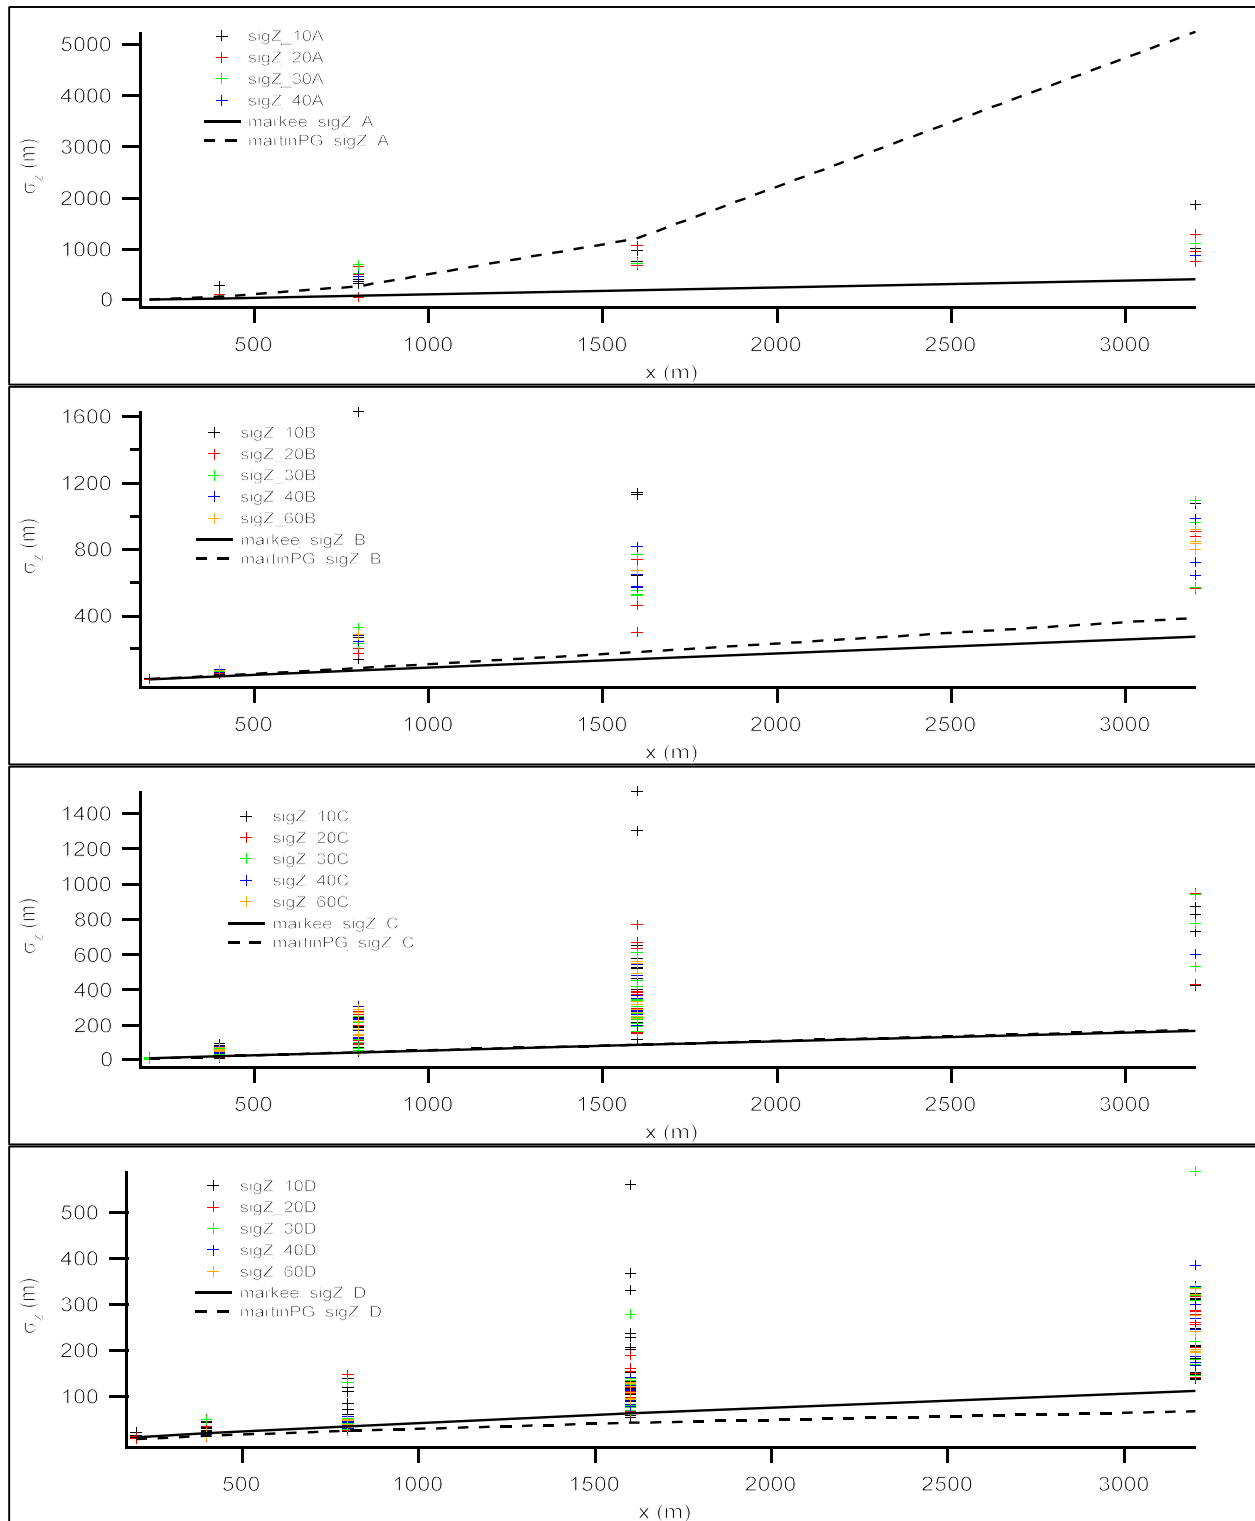 5000
4000
3000
2000
1000
0
σz (m)
sigZ_10A
sigZ_20A
sigZ_30A
sigZ_40A
markee_sigZ_A
martinPG_sigZ_A
500 1000 1500 2000 2500 3000
x (m)
1600
1200
800
400
σz (m)
sigZ_10B
sigZ_20B
sigZ_30B
sigZ_40B
sigZ_60B
markee_sigZ_B
martinPG_sigZ_B
500 1000 1500 2000 2500 3000
x (m)
1400
1200
1000
800
600
400
200
0
σz (m)
sigZ_10C
sigZ_20C
sigZ_30C
sigZ_40C
sigZ_60C
markee_sigZ_C
martinPG_sigZ_C
500 1000 1500 2000 2500 3000
x (m)
500
400
300
200
100
σz (m)
sigZ_10D
sigZ_20D
sigZ_30D
sigZ_40D
sigZ_60D
markee_sigZ_D
martinPG_sigZ_D
500 1000 1500 2000 2500 3000
x (m)